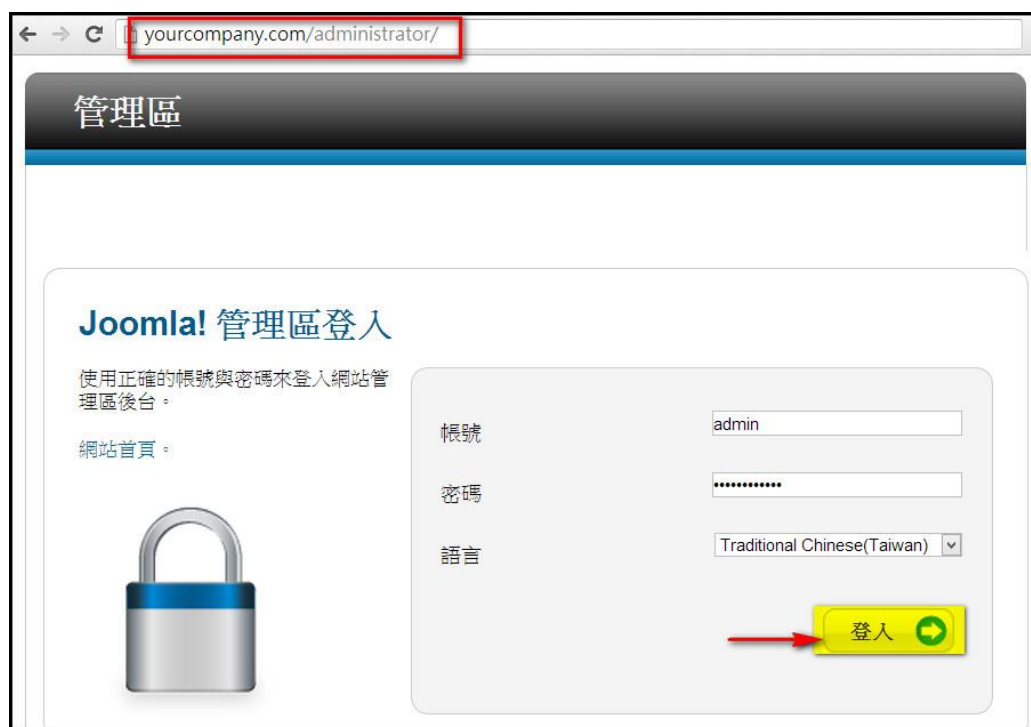 yourcompany.com/administrator/
管理區
Joomla! 管理區登入
使用正確的帳號與密碼來登入網站管
理區後台。
網站首頁。
帳號
admin
密碼
••••••••••••
語言
Traditional Chinese(Taiwan)
登入